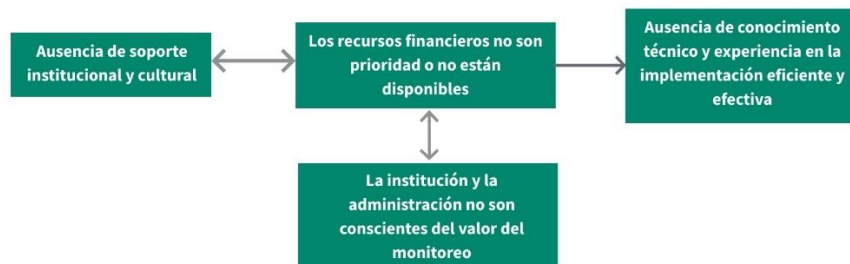 Ausencia de soporte
institucional y cultural
Los recursos financieros no son
prioridad o no están
disponibles
Ausencia de conocimiento
técnico y experiencia en la
implementación eficiente y
efectiva
La institución y la
administración no son
conscientes del valor del
monitoreo